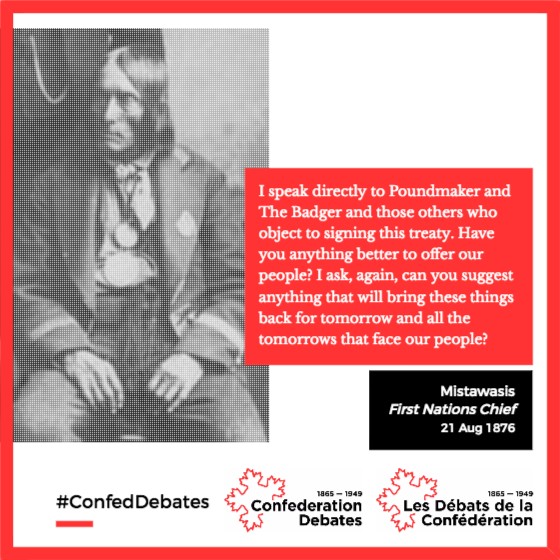 I speak directly to Poundmaker and
The Badger and those others who
object to signing this treaty. Have
you anything better to offer our
people? I ask, again, can you suggest
anything that will bring these things
back for tomorrow and all the
tomorrows that face our people?
Mistawasis
First Nations Chief
21 Aug 1876
#ConfedDebates
1865 — 1949
Confederation
Debates
1865 — 1949
Les Débats de la
Confédération